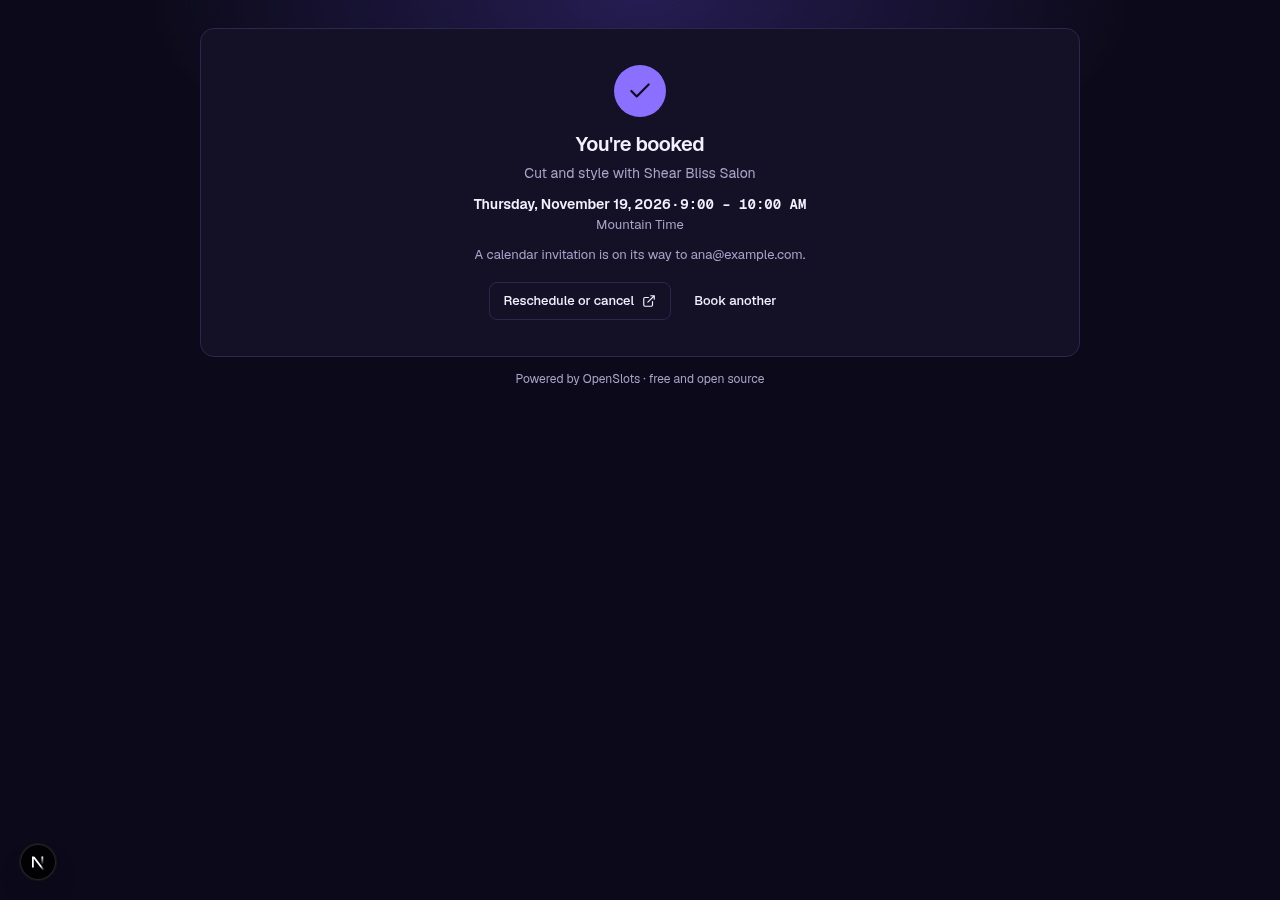 You're booked
Cut and style with Shear Bliss Salon
Thursday, November 19, 2026 · 9:00 – 10:00 AM
Mountain Time
A calendar invitation is on its way to ana@example.com.
Reschedule or cancel
Book another
Powered by OpenSlots · free and open source
N